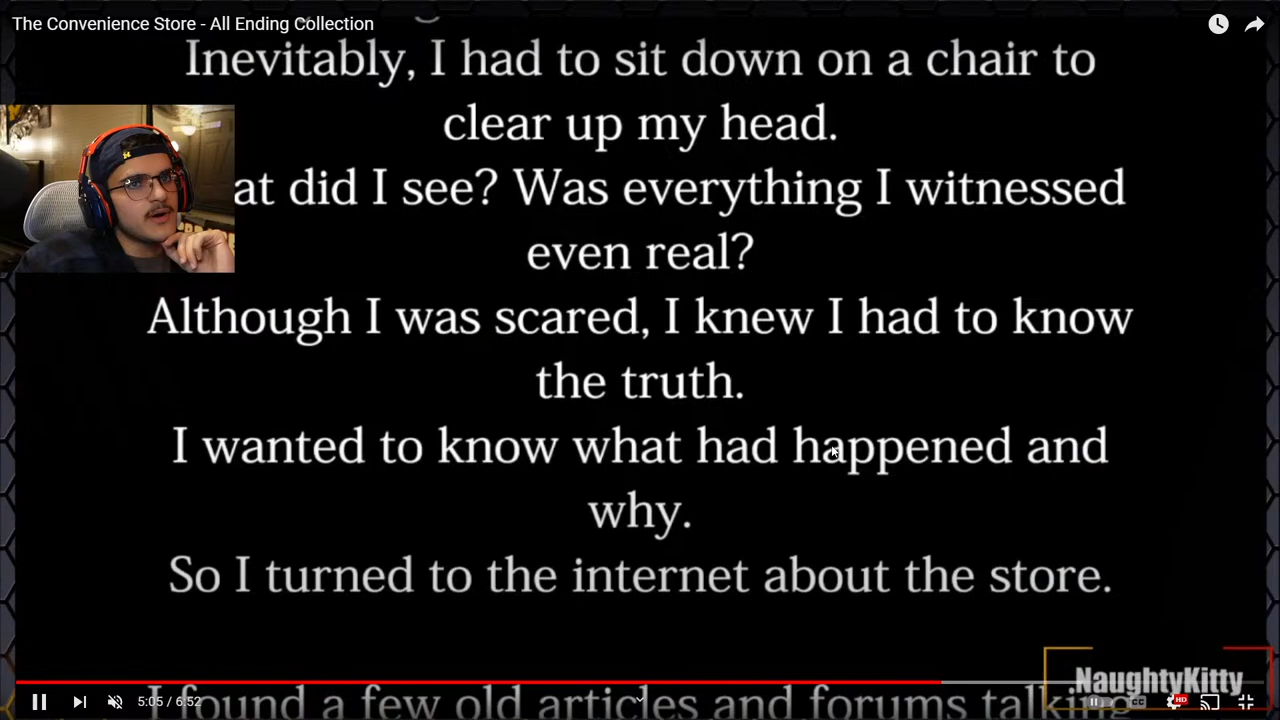 The Convenience Store - All Ending Collection
Inevitably, I had to sit down on a chair to
clear up my head.
at did I see? Was everything I witnessed
even real?
Although I was scared, I knew I had to know
the truth.
I wanted to know what had happened and
why.
So I turned to the internet about the store.
I found a few old articles and forums talking
.NaughtyKitty
5:05 / 6:52
HD